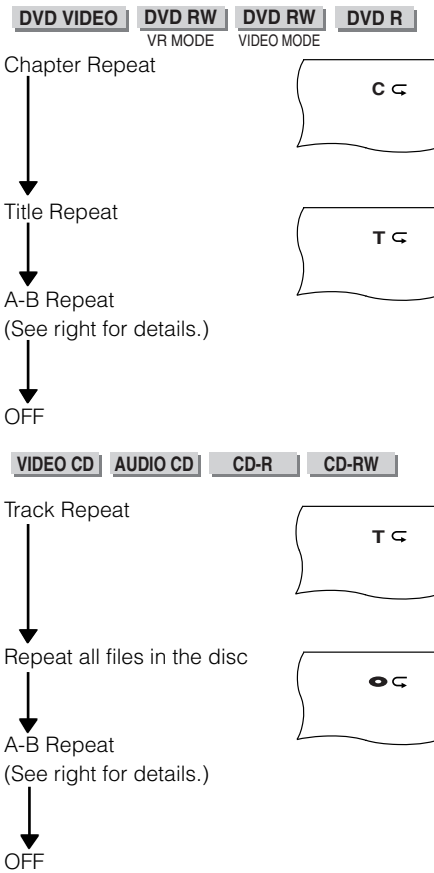 DVD VIDEO DVD RW DVD RW DVD R
VR MODE VIDEO MODE
Chapter Repeat
C
Title Repeat
T
A-B Repeat
(See right for details.)
OFF
VIDEO CD AUDIO CD CD-R CD-RW
Track Repeat
T
Repeat all files in the disc
A-B Repeat
(See right for details.)
OFF